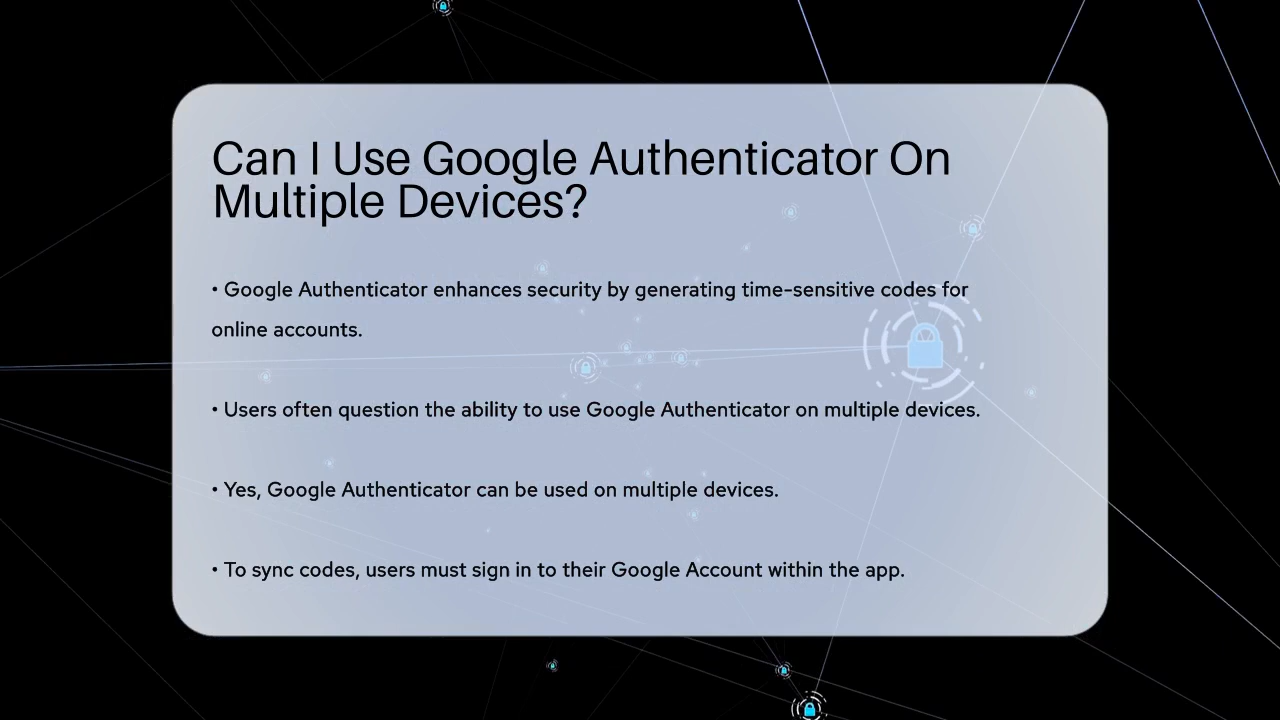 Can I Use Google Authenticator On
Multiple Devices?
• Google Authenticator enhances security by generating time-sensitive codes for
online accounts.
• Users often question the ability to use Google Authenticator on multiple devices.
• Yes, Google Authenticator can be used on multiple devices.
• To sync codes, users must sign in to their Google Account within the app.